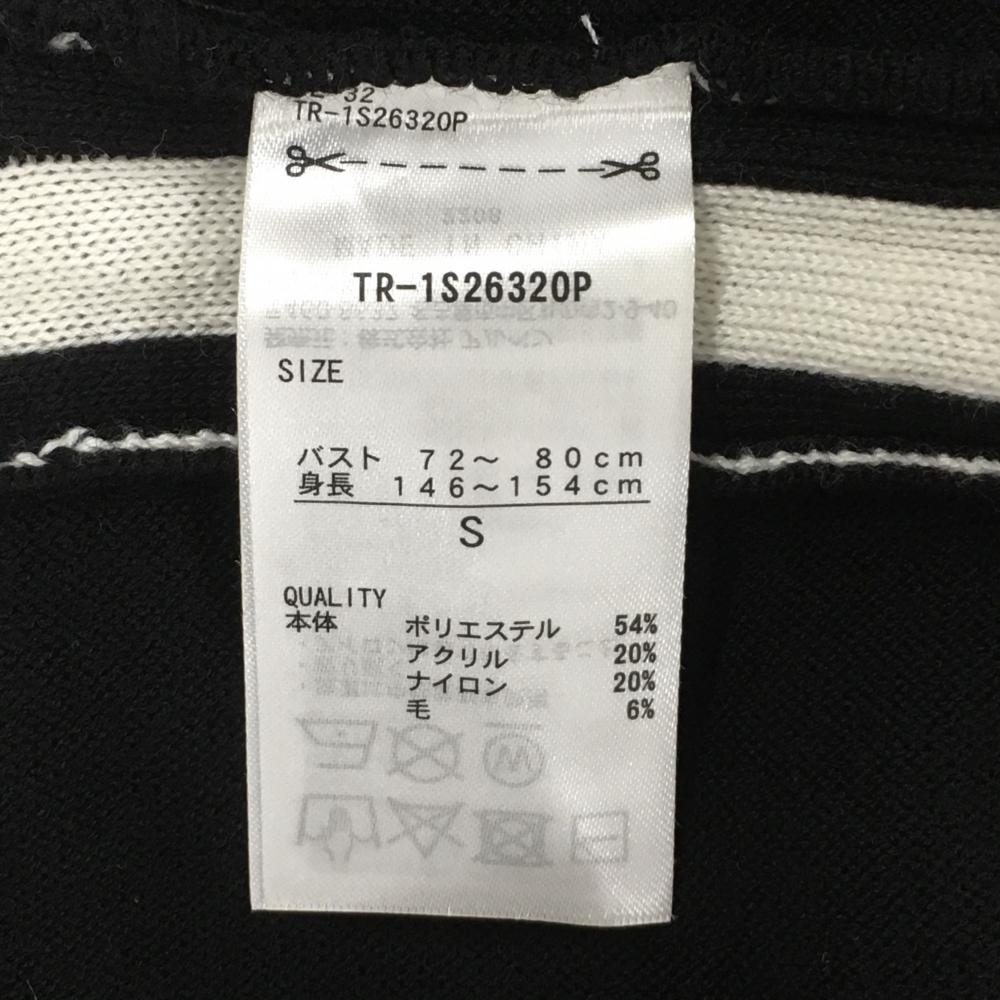 32
TR-1S26320P
TR-1S26320P
SIZE
バスト 72～ 80cm
身長 146～154cm
S
QUALITY
本体 ポリエステル 54%
アクリル 20%
ナイロン 20%
毛 6%